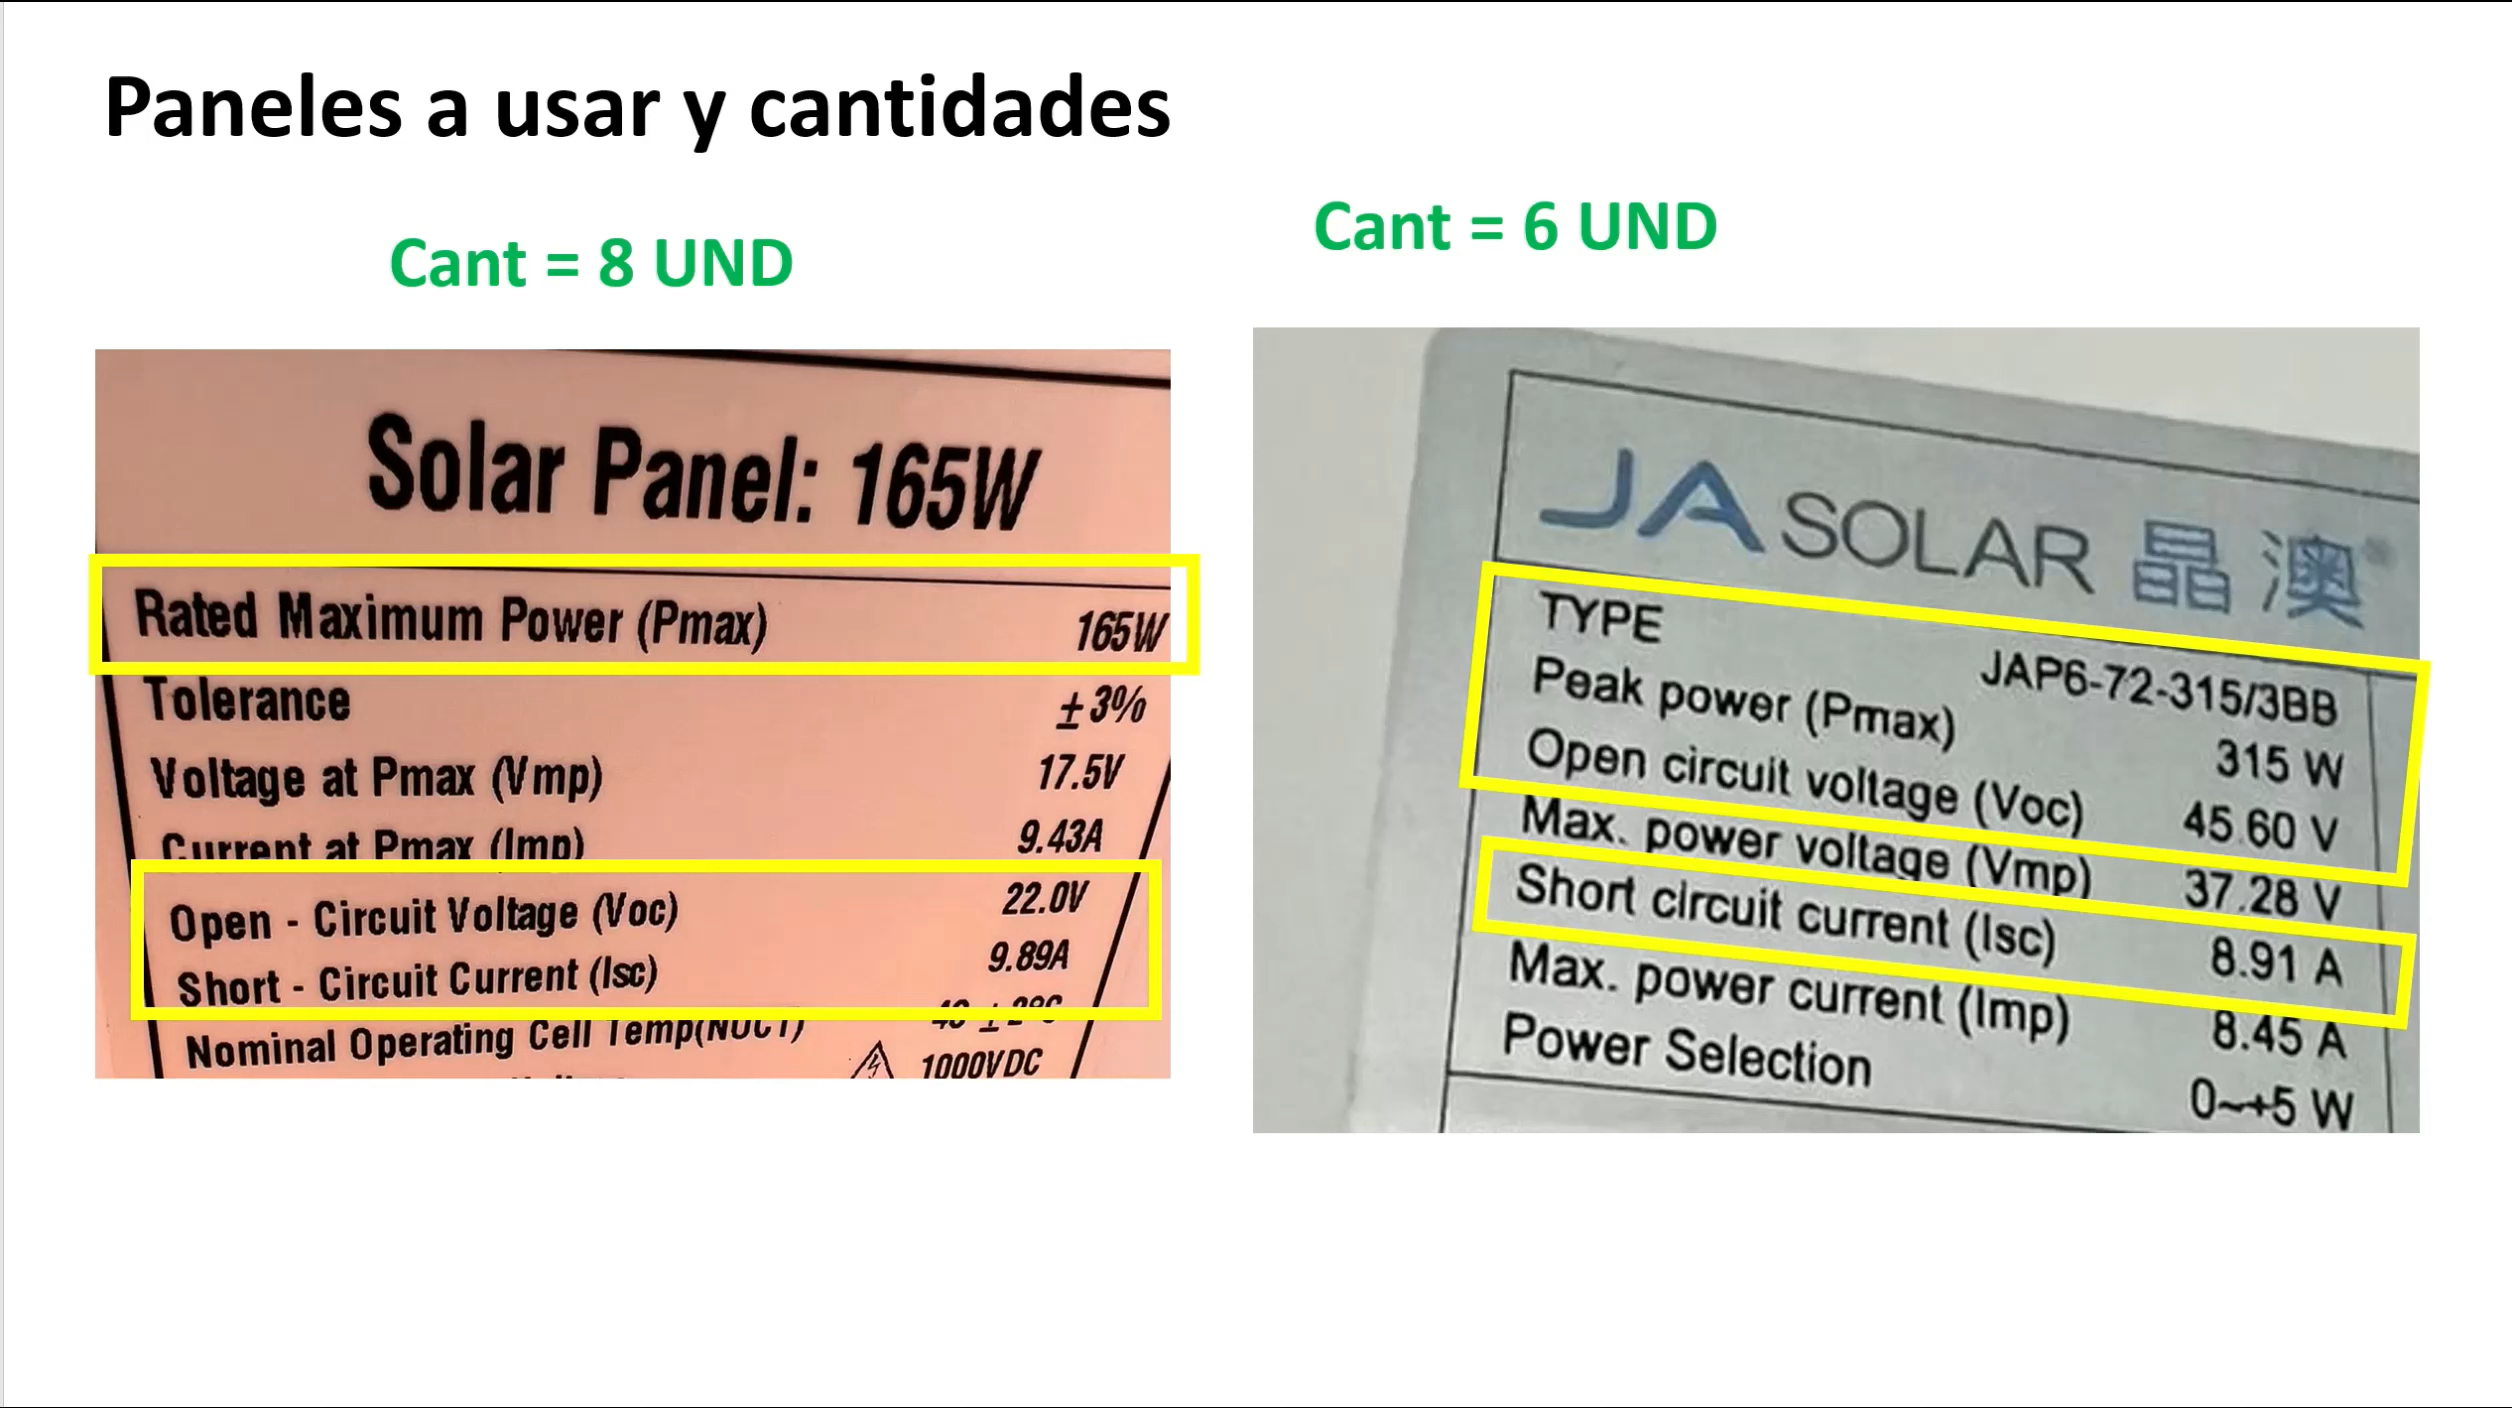 Paneles a usar y cantidades
Cant = 8 UND
Solar Panel: 165W
Rated Maximum Power (Pmax) 165W
Tolerance ±3%
Voltage at Pmax (Vmp) 17.5V
Current at Pmax (Imp) 9.43A
Open - Circuit Voltage (Voc) 22.0V
Short - Circuit Current (Isc) 9.89A
Nominal Operating Cell Temp(NOCT)
1000VDC
Cant = 6 UND
JA SOLAR 晶澳
TYPE JAP6-72-315/3BB
Peak power (Pmax) 315 W
Open circuit voltage (Voc) 45.60 V
Max. power voltage (Vmp) 37.28 V
Short circuit current (Isc) 8.91 A
Max. power current (Imp) 8.45 A
Power Selection 0~+5 W